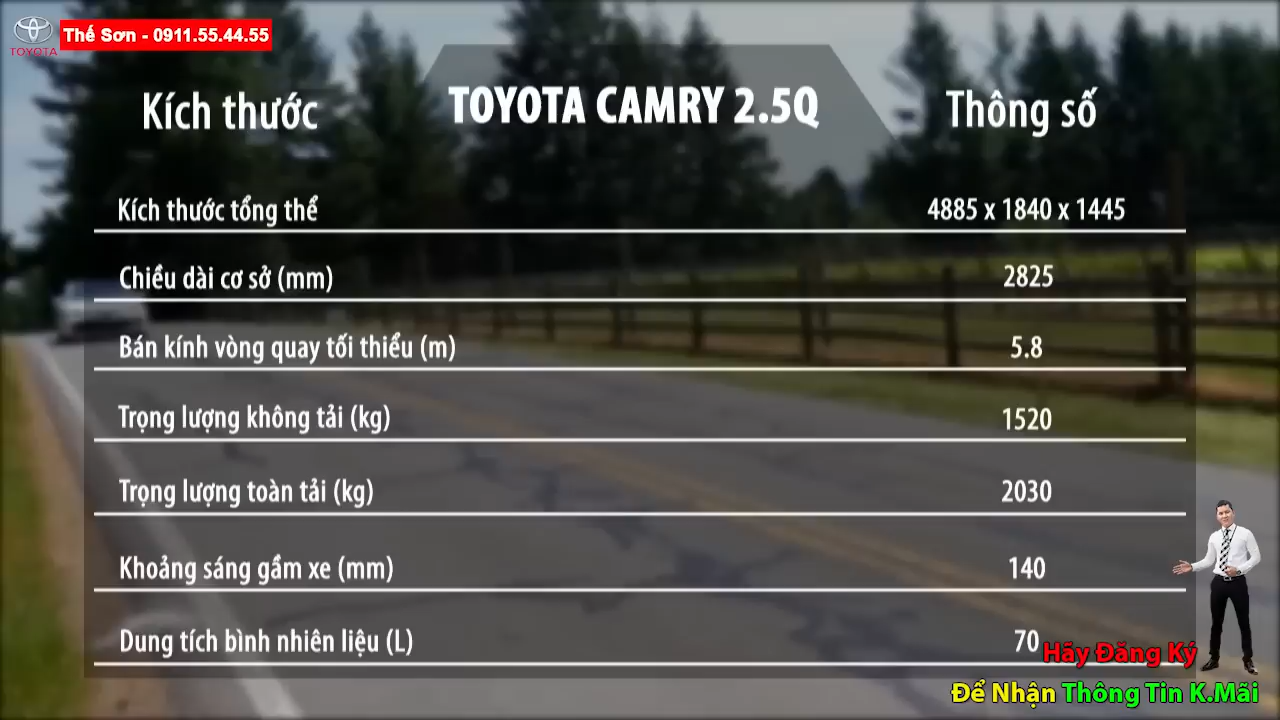 TOYOTA
Thế Sơn - 0911.55.44.55
Kích thước
TOYOTA CAMRY 2.5Q
Thông số
Kích thước tổng thể
4885 x 1840 x 1445
Chiều dài cơ sở (mm)
2825
Bán kính vòng quay tối thiểu (m)
5.8
Trọng lượng không tải (kg)
1520
Trọng lượng toàn tải (kg)
2030
Khoảng sáng gầm xe (mm)
140
Dung tích bình nhiên liệu (L)
70
Hãy Đăng Ký
Để Nhận Thông Tin K.Mãi